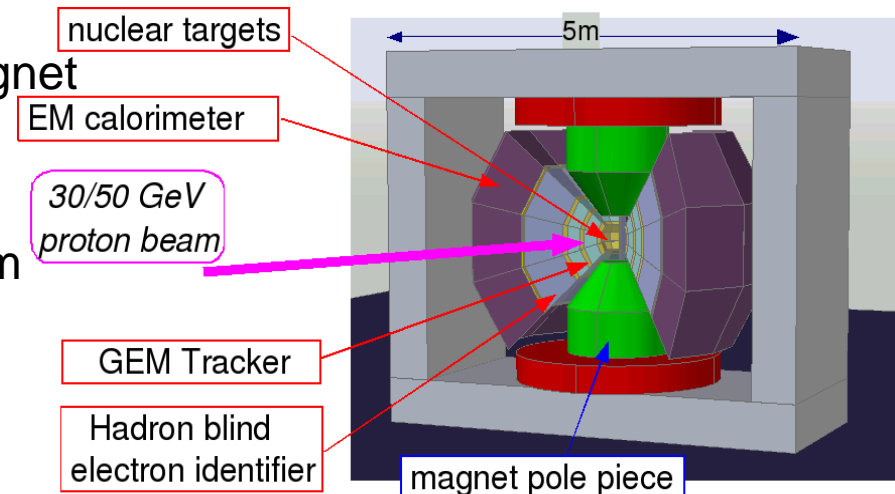 nuclear targets
5m
gnet
EM calorimeter
30/50 GeV
proton beam
m
GEM Tracker
Hadron blind
electron identifier
magnet pole piece